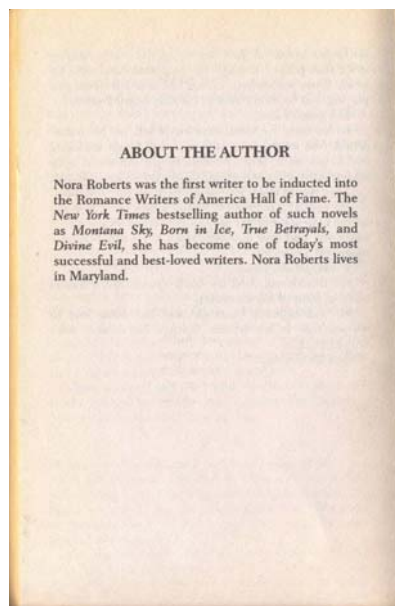 ABOUT THE AUTHOR
Nora Roberts was the first writer to be inducted into
the Romance Writers of America Hall of Fame. The
New York Times bestselling author of such novels
as Montana Sky, Born in Ice, True Betrayals, and
Divine Evil, she has become one of today's most
successful and best-loved writers. Nora Roberts lives
in Maryland.